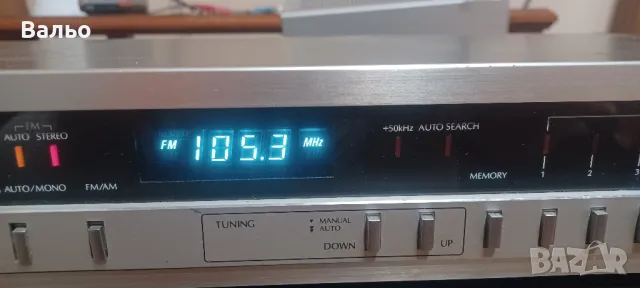 Вальо
FM
AUTO STEREO
+50kHz AUTO SEARCH
FM 105.3 MHz
AUTO/MONO FM/AM
MEMORY 1 2 3
TUNING
MANUAL
AUTO
DOWN UP
BAZAR